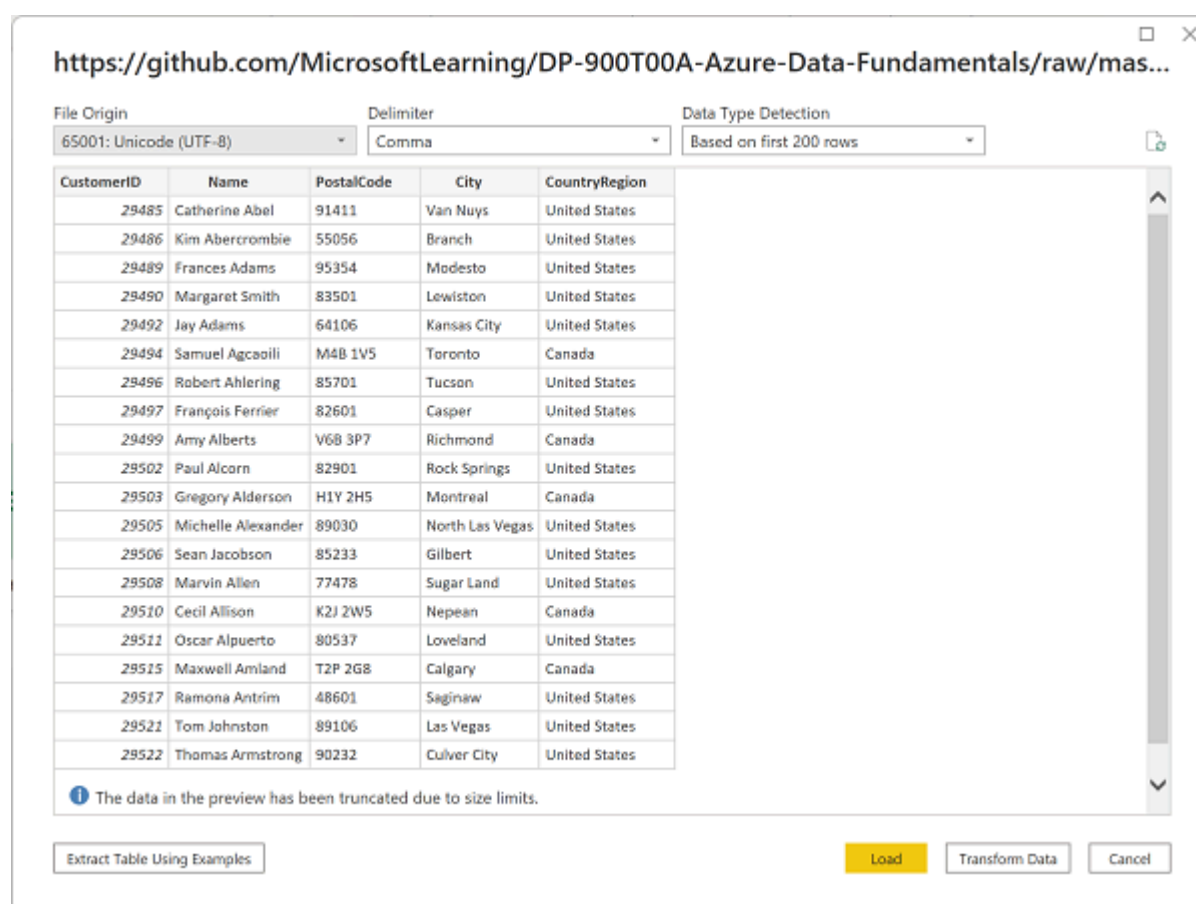 https://github.com/MicrosoftLearning/DP-900T00A-Azure-Data-Fundamentals/raw/mas...
File Origin Delimiter Data Type Detection
65001: Unicode (UTF-8) Comma Based on first 200 rows
CustomerID Name PostalCode City CountryRegion
29485 Catherine Abel 91411 Van Nuys United States
29486 Kim Abercrombie 55056 Branch United States
29489 Frances Adams 95354 Modesto United States
29490 Margaret Smith 83501 Lewiston United States
29492 Jay Adams 64106 Kansas City United States
29494 Samuel Agcaoili M4B 1V5 Toronto Canada
29496 Robert Ahlering 85701 Tucson United States
29497 François Ferrier 82601 Casper United States
29499 Amy Alberts V6B 3P7 Richmond Canada
29502 Paul Alcorn 82901 Rock Springs United States
29503 Gregory Alderson H1Y 2H5 Montreal Canada
29505 Michelle Alexander 89030 North Las Vegas United States
29506 Sean Jacobson 85233 Gilbert United States
29508 Marvin Allen 77478 Sugar Land United States
29510 Cecil Allison K2J 2W5 Nepean Canada
29511 Oscar Alpuerto 80537 Loveland United States
29515 Maxwell Amland T2P 2G8 Calgary Canada
29517 Ramona Antrim 48601 Saginaw United States
29521 Tom Johnston 89106 Las Vegas United States
29522 Thomas Armstrong 90232 Culver City United States
The data in the preview has been truncated due to size limits.
Extract Table Using Examples Load Transform Data Cancel